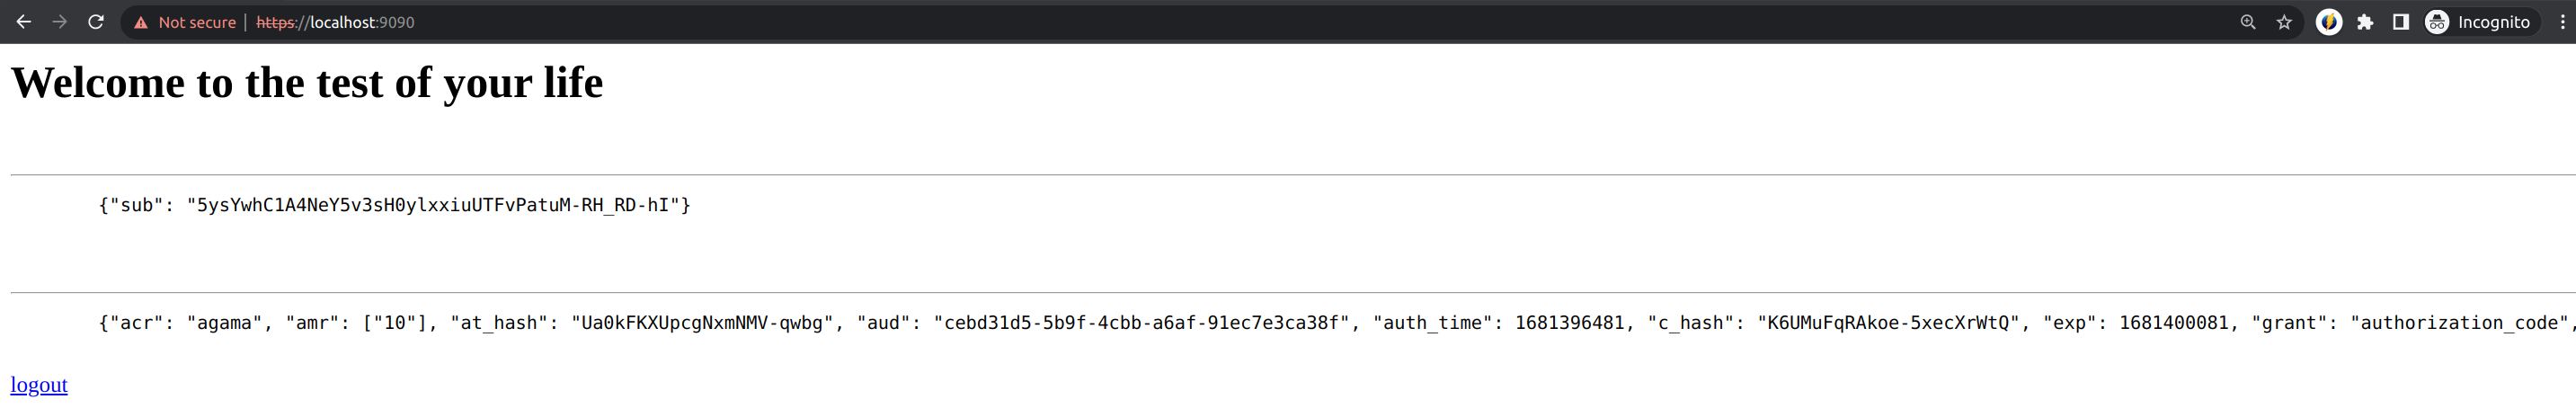 Not secure https://localhost:9090 Incognito
Welcome to the test of your life
{"sub": "5ysYwhC1A4NeY5v3sH0ylxxiuUTFvPatuM-RH_RD-hI"}
{"acr": "agama", "amr": ["10"], "at_hash": "Ua0kFKXUpcgNxmNMV-qwbg", "aud": "cebd31d5-5b9f-4cbb-a6af-91ec7e3ca38f", "auth_time": 1681396481, "c_hash": "K6UMuFqRAkoe-5xecXrWtQ", "exp": 1681400081, "grant": "authorization_code",
logout